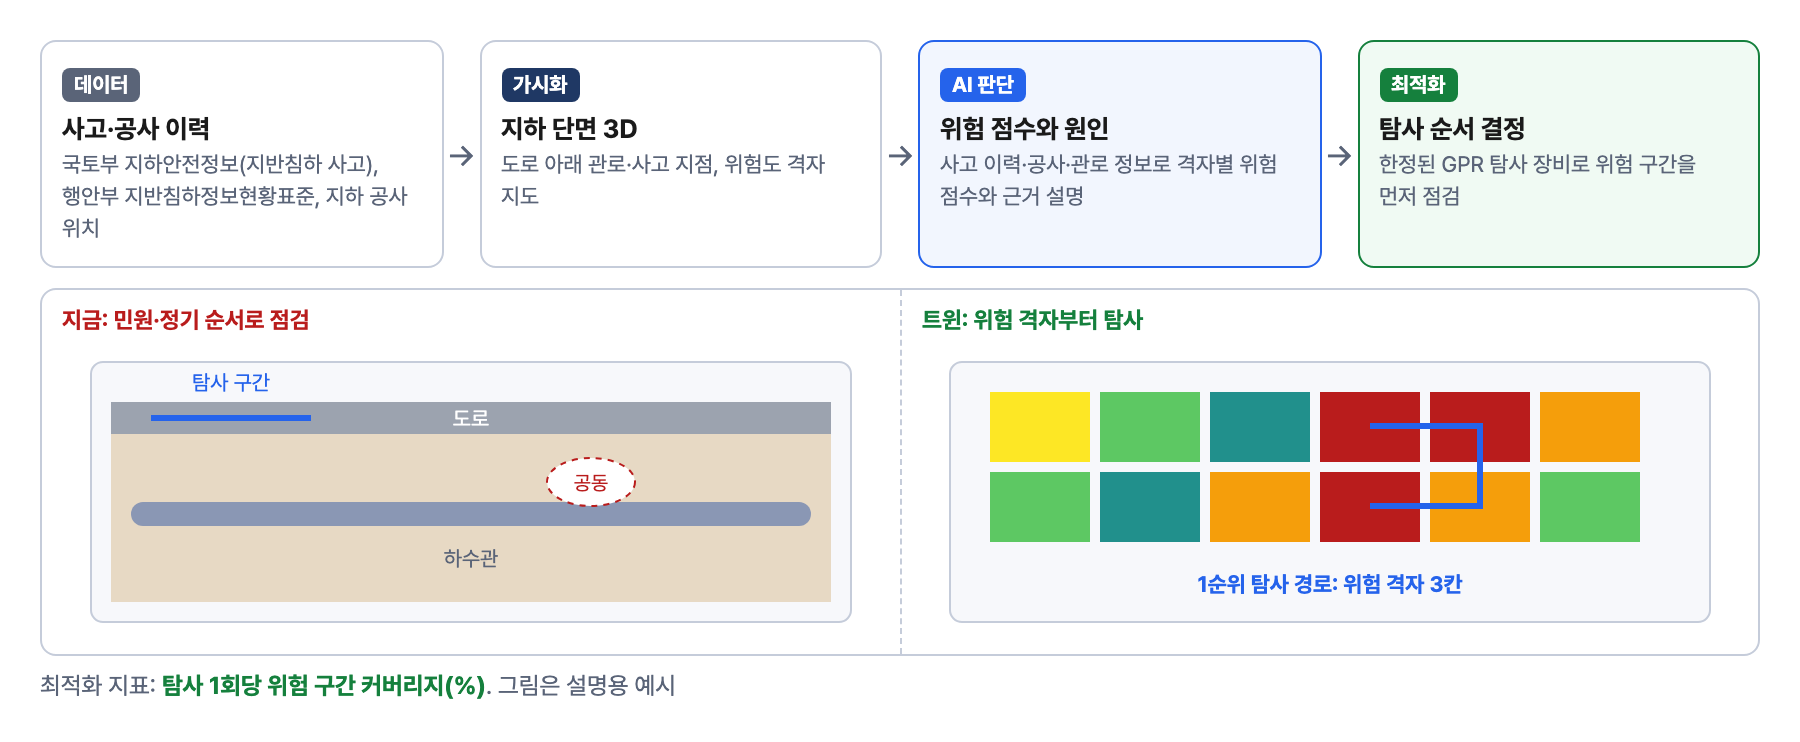 데이터
사고·공사 이력
국토부 지하안전정보(지반침하 사고),
행안부 지반침하정보현황표준, 지하 공사
위치
가시화
지하 단면 3D
도로 아래 관로·사고 지점, 위험도 격자
지도
AI 판단
위험 점수와 원인
사고 이력·공사·관로 정보로 격자별 위험
점수와 근거 설명
최적화
탐사 순서 결정
한정된 GPR 탐사 장비로 위험 구간을
먼저 점검
지금: 민원·정기 순서로 점검
탐사 구간
도로
공동
하수관
트윈: 위험 격자부터 탐사
1순위 탐사 경로: 위험 격자 3칸
최적화 지표: 탐사 1회당 위험 구간 커버리지(%). 그림은 설명용 예시